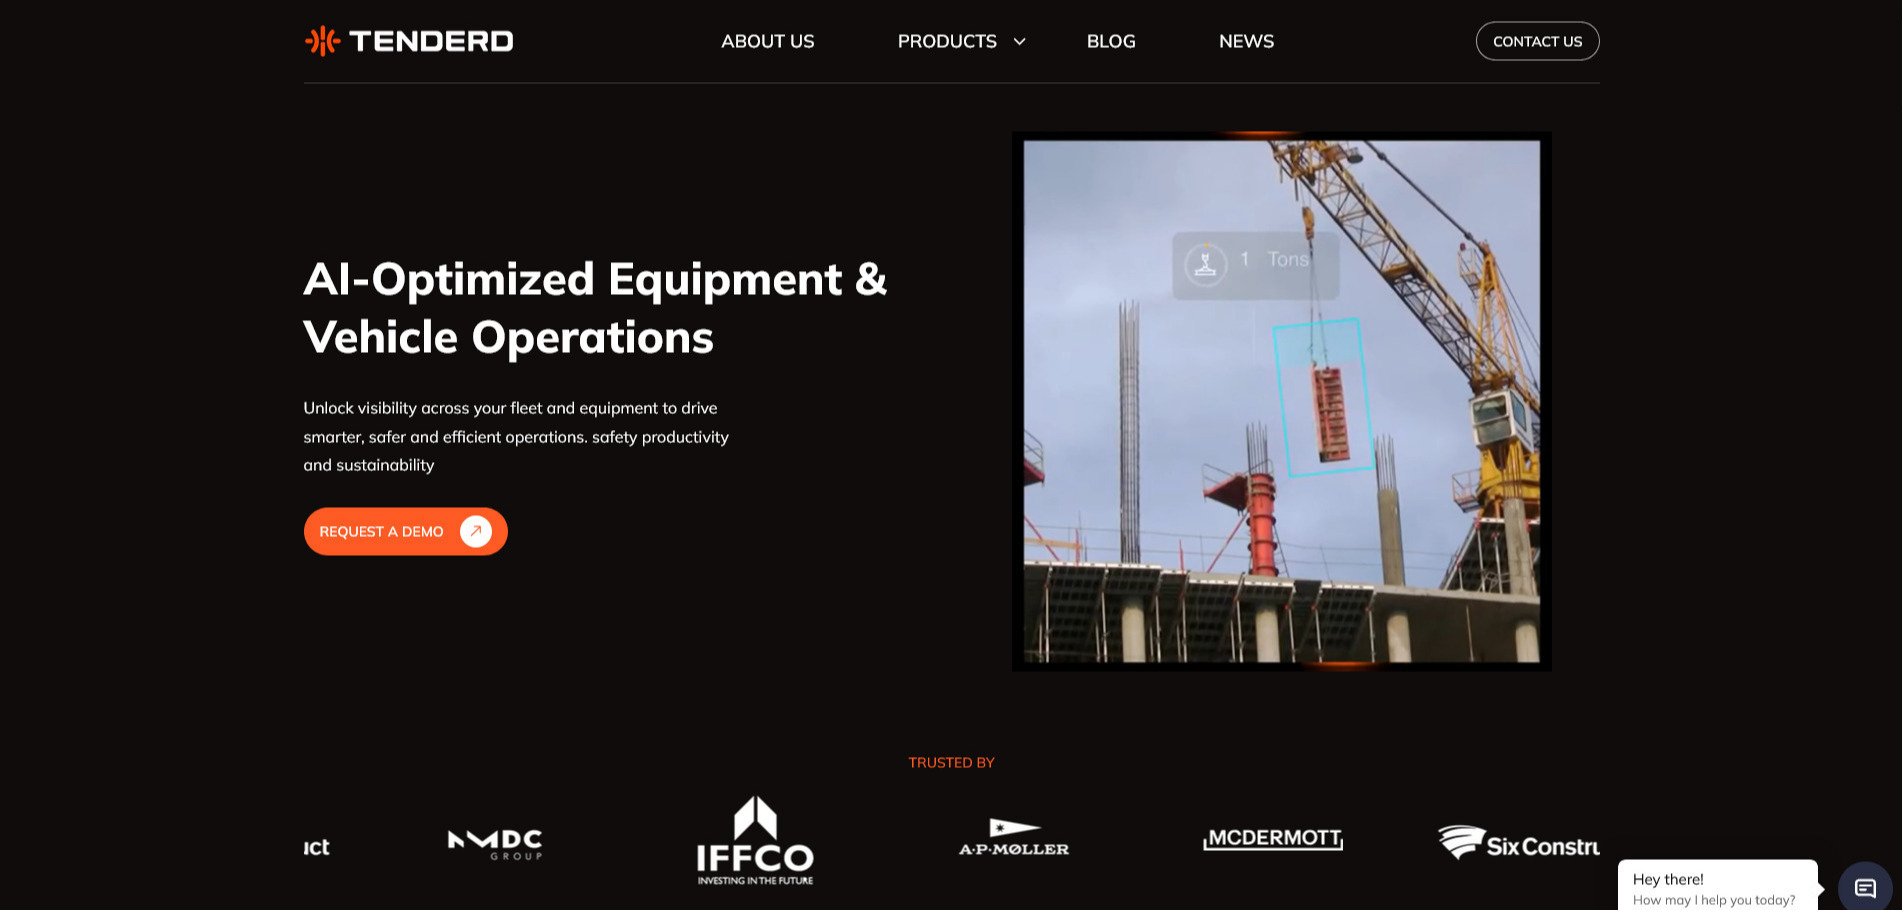 TENDERD
ABOUT US
PRODUCTS
BLOG
NEWS
CONTACT US
AI-Optimized Equipment &
Vehicle Operations
Unlock visibility across your fleet and equipment to drive
smarter, safer and efficient operations. safety productivity
and sustainability
REQUEST A DEMO
1 Tons
TRUSTED BY
uct
NMDC
GROUP
IFFCO
INVESTING IN THE FUTURE
A·P·MØLLER
MCDERMOTT
Six Constru
Hey there!
How may I help you today?